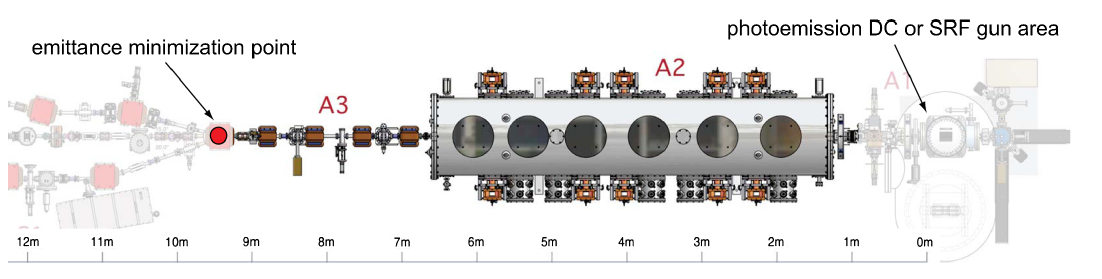 photoemission DC or SRF gun area
emittance minimization point
A2
A1
A3
12m 11m 10m 9m 8m 7m 6m 5m 4m 3m 2m 1m 0m